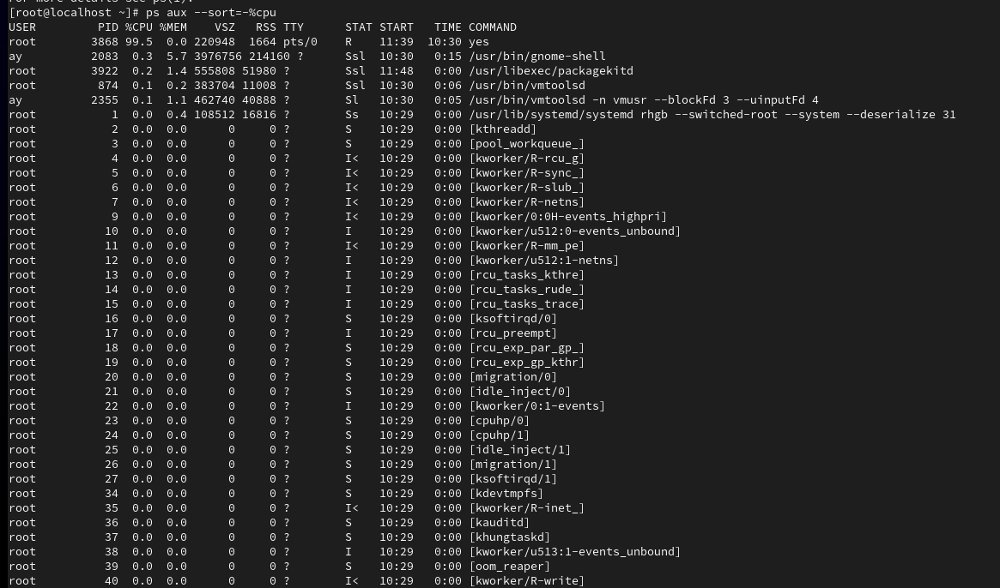 For more details see ps(1).
[root@localhost ~]# ps aux --sort=-%cpu
USER         PID %CPU %MEM    VSZ   RSS TTY      STAT START   TIME COMMAND
root        3868 99.5  0.0 220948  1664 pts/0    R    11:39  10:30 yes
ay          2083  0.3  5.7 3976756 214160 ?      Ssl  10:30   0:15 /usr/bin/gnome-shell
root        3922  0.2  1.4 555808 51980 ?        Ssl  11:48   0:00 /usr/libexec/packagekitd
root         874  0.1  0.2 383704 11008 ?        Ssl  10:30   0:06 /usr/bin/vmtoolsd
ay          2355  0.1  1.1 462740 40888 ?        Sl   10:30   0:05 /usr/bin/vmtoolsd -n vmusr --blockFd 3 --uinputFd 4
root           1  0.0  0.4 108512 16816 ?        Ss   10:29   0:00 /usr/lib/systemd/systemd rhgb --switched-root --system --deserialize 31
root           2  0.0  0.0      0     0 ?        S    10:29   0:00 [kthreadd]
root           3  0.0  0.0      0     0 ?        S    10:29   0:00 [pool_workqueue_]
root           4  0.0  0.0      0     0 ?        I<   10:29   0:00 [kworker/R-rcu_g]
root           5  0.0  0.0      0     0 ?        I<   10:29   0:00 [kworker/R-sync_]
root           6  0.0  0.0      0     0 ?        I<   10:29   0:00 [kworker/R-slub_]
root           7  0.0  0.0      0     0 ?        I<   10:29   0:00 [kworker/R-netns]
root           9  0.0  0.0      0     0 ?        I<   10:29   0:00 [kworker/0:0H-events_highpri]
root          10  0.0  0.0      0     0 ?        I    10:29   0:00 [kworker/u512:0-events_unbound]
root          11  0.0  0.0      0     0 ?        I<   10:29   0:00 [kworker/R-mm_pe]
root          12  0.0  0.0      0     0 ?        I    10:29   0:00 [kworker/u512:1-netns]
root          13  0.0  0.0      0     0 ?        I    10:29   0:00 [rcu_tasks_kthre]
root          14  0.0  0.0      0     0 ?        I    10:29   0:00 [rcu_tasks_rude_]
root          15  0.0  0.0      0     0 ?        I    10:29   0:00 [rcu_tasks_trace]
root          16  0.0  0.0      0     0 ?        S    10:29   0:00 [ksoftirqd/0]
root          17  0.0  0.0      0     0 ?        I    10:29   0:00 [rcu_preempt]
root          18  0.0  0.0      0     0 ?        S    10:29   0:00 [rcu_exp_par_gp_]
root          19  0.0  0.0      0     0 ?        S    10:29   0:00 [rcu_exp_gp_kthr]
root          20  0.0  0.0      0     0 ?        S    10:29   0:00 [migration/0]
root          21  0.0  0.0      0     0 ?        S    10:29   0:00 [idle_inject/0]
root          22  0.0  0.0      0     0 ?        I    10:29   0:00 [kworker/0:1-events]
root          23  0.0  0.0      0     0 ?        S    10:29   0:00 [cpuhp/0]
root          24  0.0  0.0      0     0 ?        S    10:29   0:00 [cpuhp/1]
root          25  0.0  0.0      0     0 ?        S    10:29   0:00 [idle_inject/1]
root          26  0.0  0.0      0     0 ?        S    10:29   0:00 [migration/1]
root          27  0.0  0.0      0     0 ?        S    10:29   0:00 [ksoftirqd/1]
root          34  0.0  0.0      0     0 ?        S    10:29   0:00 [kdevtmpfs]
root          35  0.0  0.0      0     0 ?        I<   10:29   0:00 [kworker/R-inet_]
root          36  0.0  0.0      0     0 ?        S    10:29   0:00 [kauditd]
root          37  0.0  0.0      0     0 ?        S    10:29   0:00 [khungtaskd]
root          38  0.0  0.0      0     0 ?        I    10:29   0:00 [kworker/u513:1-events_unbound]
root          39  0.0  0.0      0     0 ?        S    10:29   0:00 [oom_reaper]
root          40  0.0  0.0      0     0 ?        I<   10:29   0:00 [kworker/R-write]